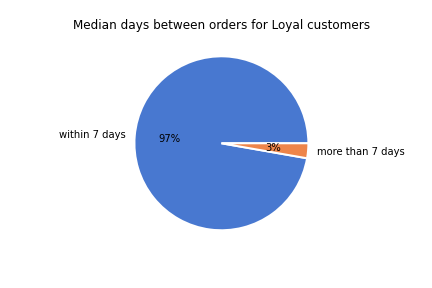 Median days between orders for Loyal customers
within 7 days
97%
3%
more than 7 days